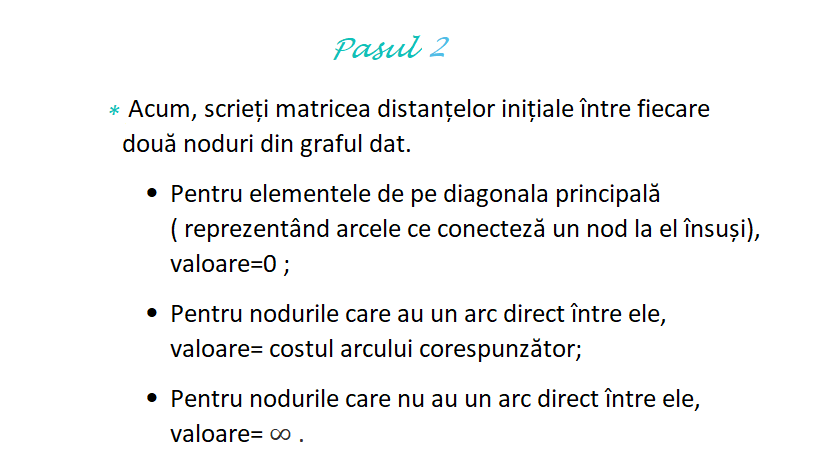 Pasul 2
* Acum, scrieți matricea distanțelor inițiale între fiecare
două noduri din graful dat.
• Pentru elementele de pe diagonala principală
( reprezentând arcele ce conecteză un nod la el însuși),
valoare=0 ;
• Pentru nodurile care au un arc direct între ele,
valoare= costul arcului corespunzător;
• Pentru nodurile care nu au un arc direct între ele,
valoare= ∞ .